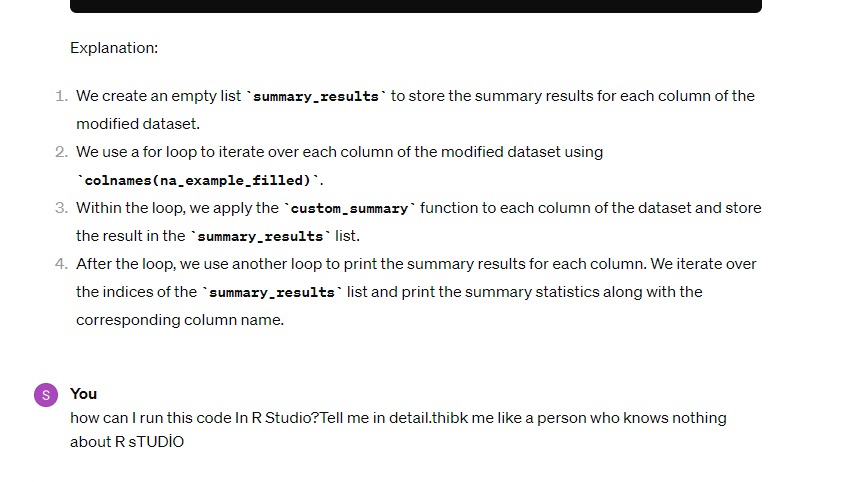 Explanation:
1. We create an empty list `summary_results` to store the summary results for each column of the
modified dataset.
2. We use a for loop to iterate over each column of the modified dataset using
`colnames(na_example_filled)`.
3. Within the loop, we apply the `custom_summary` function to each column of the dataset and store
the result in the `summary_results` list.
4. After the loop, we use another loop to print the summary results for each column. We iterate over
the indices of the `summary_results` list and print the summary statistics along with the
corresponding column name.
S
You
how can I run this code In R Studio?Tell me in detail.thibk me like a person who knows nothing
about R sTUDİO